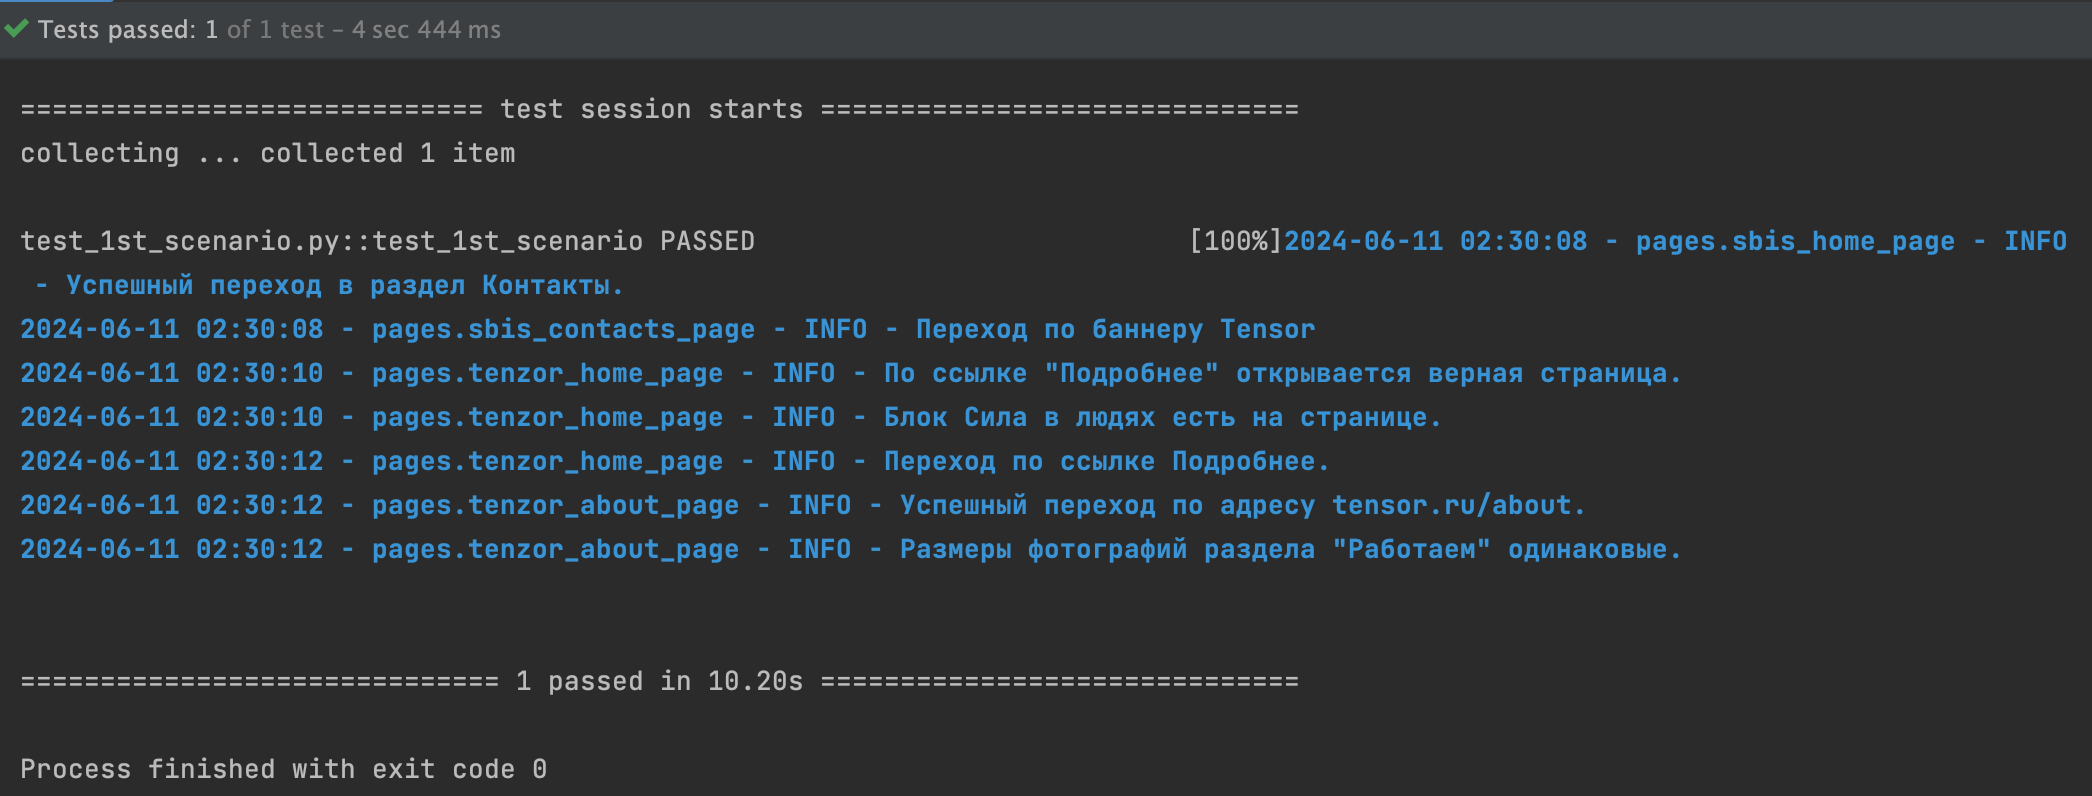 Tests passed: 1 of 1 test – 4 sec 444 ms
============================= test session starts ==============================
collecting ... collected 1 item
test_1st_scenario.py::test_1st_scenario PASSED                           [100%]2024-06-11 02:30:08 - pages.sbis_home_page - INFO
 - Успешный переход в раздел Контакты.
2024-06-11 02:30:08 - pages.sbis_contacts_page - INFO - Переход по баннеру Tensor
2024-06-11 02:30:10 - pages.tenzor_home_page - INFO - По ссылке "Подробнее" открывается верная страница.
2024-06-11 02:30:10 - pages.tenzor_home_page - INFO - Блок Сила в людях есть на странице.
2024-06-11 02:30:12 - pages.tenzor_home_page - INFO - Переход по ссылке Подробнее.
2024-06-11 02:30:12 - pages.tenzor_about_page - INFO - Успешный переход по адресу tensor.ru/about.
2024-06-11 02:30:12 - pages.tenzor_about_page - INFO - Размеры фотографий раздела "Работаем" одинаковые.
============================== 1 passed in 10.20s ==============================
Process finished with exit code 0